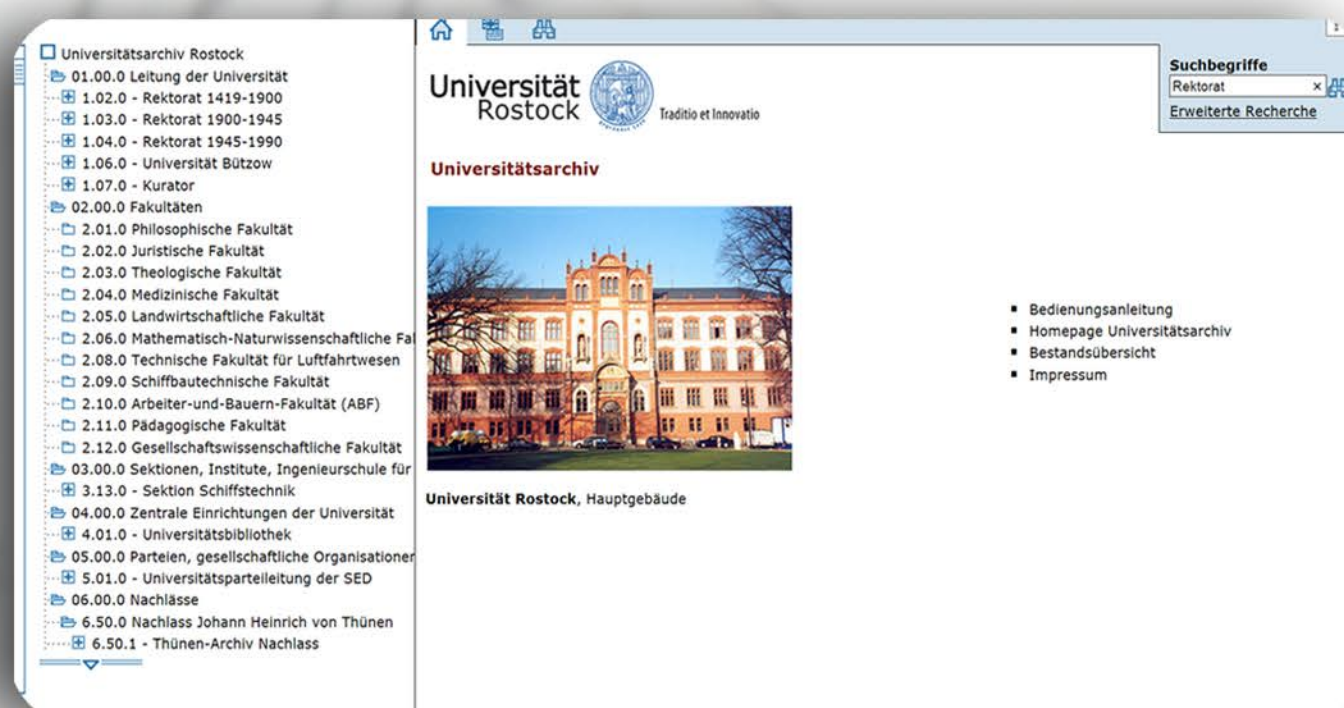 Universitätsarchiv Rostock
01.00.0 Leitung der Universität
1.02.0 - Rektorat 1419-1900
1.03.0 - Rektorat 1900-1945
1.04.0 - Rektorat 1945-1990
1.06.0 - Universität Bützow
1.07.0 - Kurator
02.00.0 Fakultäten
2.01.0 Philosophische Fakultät
2.02.0 Juristische Fakultät
2.03.0 Theologische Fakultät
2.04.0 Medizinische Fakultät
2.05.0 Landwirtschaftliche Fakultät
2.06.0 Mathematisch-Naturwissenschaftliche Fal
2.08.0 Technische Fakultät für Luftfahrtwesen
2.09.0 Schiffbautechnische Fakultät
2.10.0 Arbeiter-und-Bauern-Fakultät (ABF)
2.11.0 Pädagogische Fakultät
2.12.0 Gesellschaftswissenschaftliche Fakultät
03.00.0 Sektionen, Institute, Ingenieurschule für
3.13.0 - Sektion Schiffstechnik
04.00.0 Zentrale Einrichtungen der Universität
4.01.0 - Universitätsbibliothek
05.00.0 Parteien, gesellschaftliche Organisationer
5.01.0 - Universitätsparteileitung der SED
06.00.0 Nachlässe
6.50.0 Nachlass Johann Heinrich von Thünen
6.50.1 - Thünen-Archiv Nachlass
Universität
Rostock
Traditio et Innovatio
Suchbegriffe
Rektorat ×
Erweiterte Recherche
Universitätsarchiv
Bedienungsanleitung
Homepage Universitätsarchiv
Bestandsübersicht
Impressum
Universität Rostock, Hauptgebäude